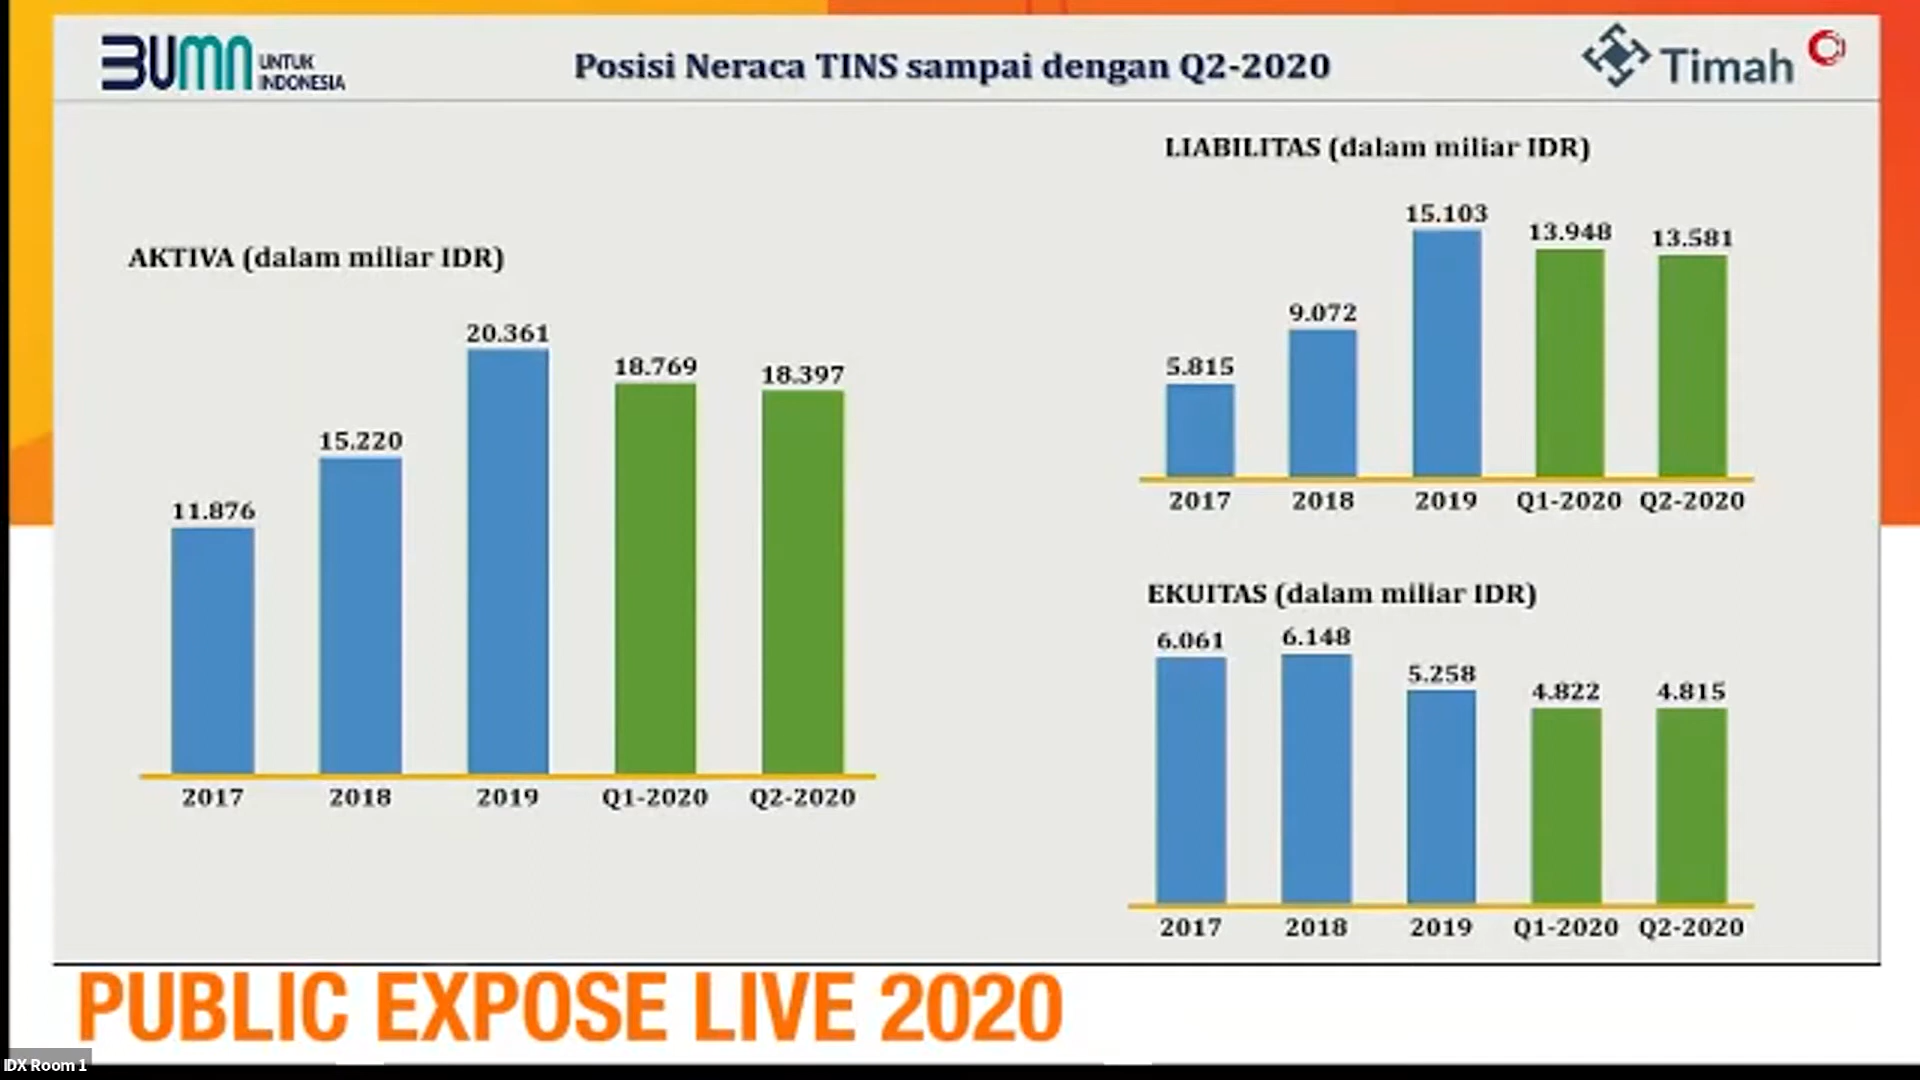 BUMN UNTUK INDONESIA
Posisi Neraca TINS sampai dengan Q2-2020
Timah
AKTIVA (dalam miliar IDR)
11.876
15.220
20.361
18.769
18.397
2017 2018 2019 Q1-2020 Q2-2020
LIABILITAS (dalam miliar IDR)
5.815
9.072
15.103
13.948
13.581
2017 2018 2019 Q1-2020 Q2-2020
EKUITAS (dalam miliar IDR)
6.061
6.148
5.258
4.822
4.815
2017 2018 2019 Q1-2020 Q2-2020
PUBLIC EXPOSE LIVE 2020
IDX Room 1